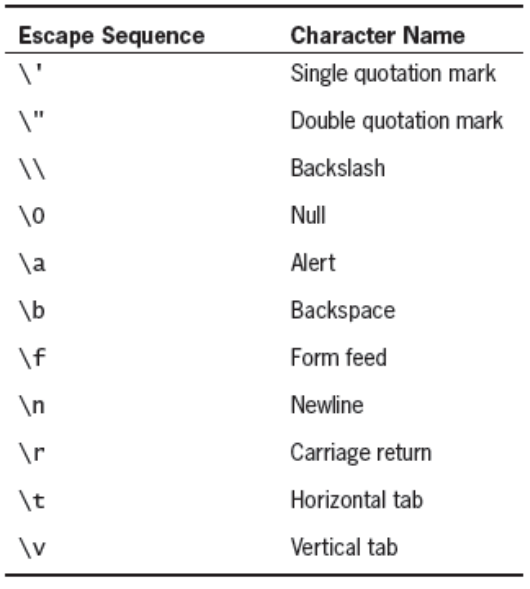 Escape Sequence Character Name
\' Single quotation mark
\" Double quotation mark
\\ Backslash
\0 Null
\a Alert
\b Backspace
\f Form feed
\n Newline
\r Carriage return
\t Horizontal tab
\v Vertical tab